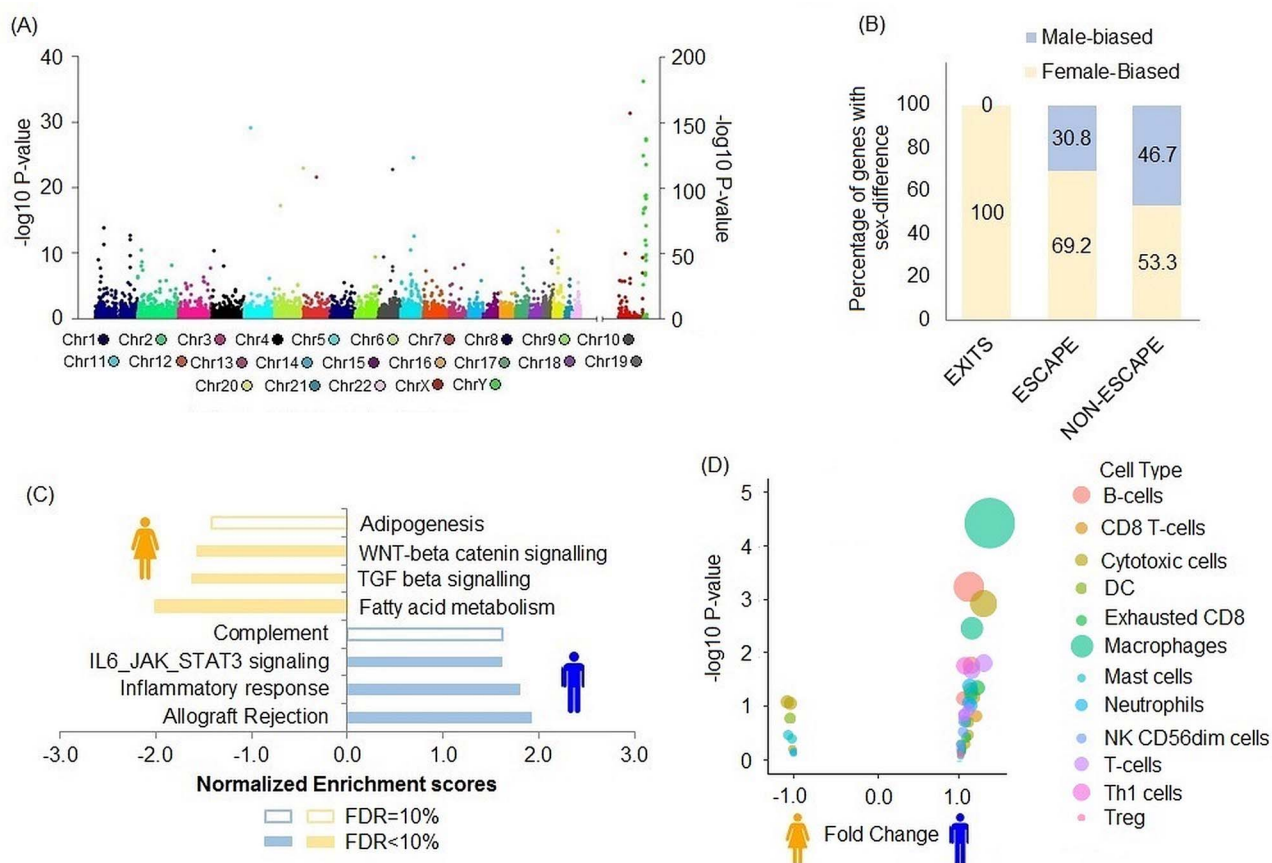 (A)
40
30
20
10
0
-log10 P-value
200
150
100
50
0
-log10 P-value
Chr1 Chr2 Chr3 Chr4 Chr5 Chr6 Chr7 Chr8 Chr9 Chr10
Chr11 Chr12 Chr13 Chr14 Chr15 Chr16 Chr17 Chr18 Chr19
Chr20 Chr21 Chr22 ChrX ChrY
(B)
Male-biased
Female-Biased
Percentage of genes with
sex-difference
100
80
60
40
20
0
0
100
30.8
69.2
46.7
53.3
EXITS
ESCAPE
NON-ESCAPE
(C)
Adipogenesis
WNT-beta catenin signalling
TGF beta signalling
Fatty acid metabolism
Complement
IL6_JAK_STAT3 signaling
Inflammatory response
Allograft Rejection
-3.0 -2.0 -1.0 0.0 1.0 2.0 3.0
Normalized Enrichment scores
FDR=10%
FDR<10%
(D)
5
4
3
2
1
0
-log10 P-value
-1.0 0.0 1.0
Fold Change
Cell Type
B-cells
CD8 T-cells
Cytotoxic cells
DC
Exhausted CD8
Macrophages
Mast cells
Neutrophils
NK CD56dim cells
T-cells
Th1 cells
Treg